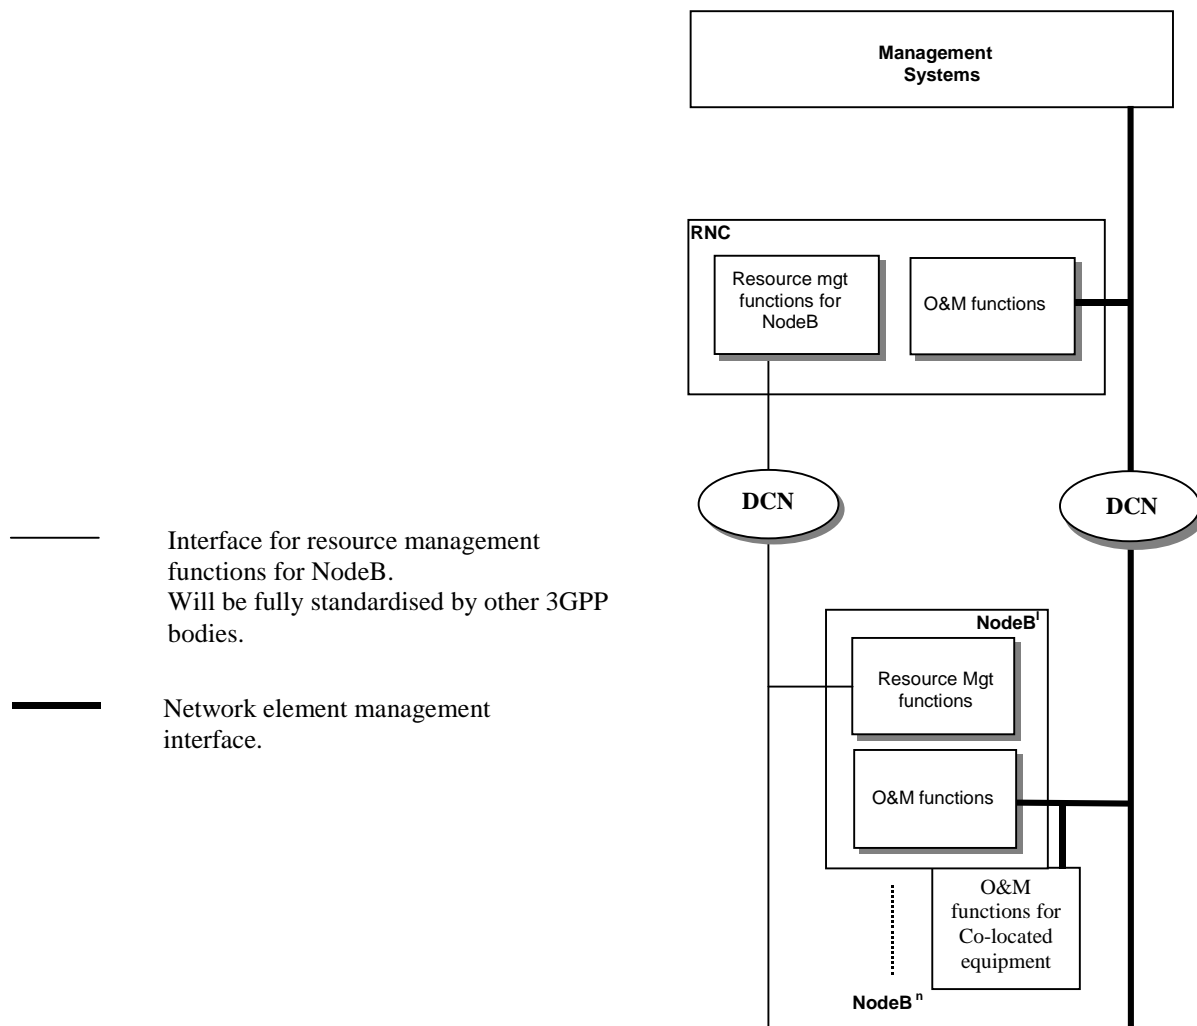 Management
Systems
RNC
Resource mgt
functions for
NodeB
O&M functions
DCN
DCN
Interface for resource management
functions for NodeB.
Will be fully standardised by other 3GPP
bodies.
Network element management
interface.
NodeB¹
Resource Mgt
functions
O&M functions
O&M
functions for
Co-located
equipment
NodeB ⁿ